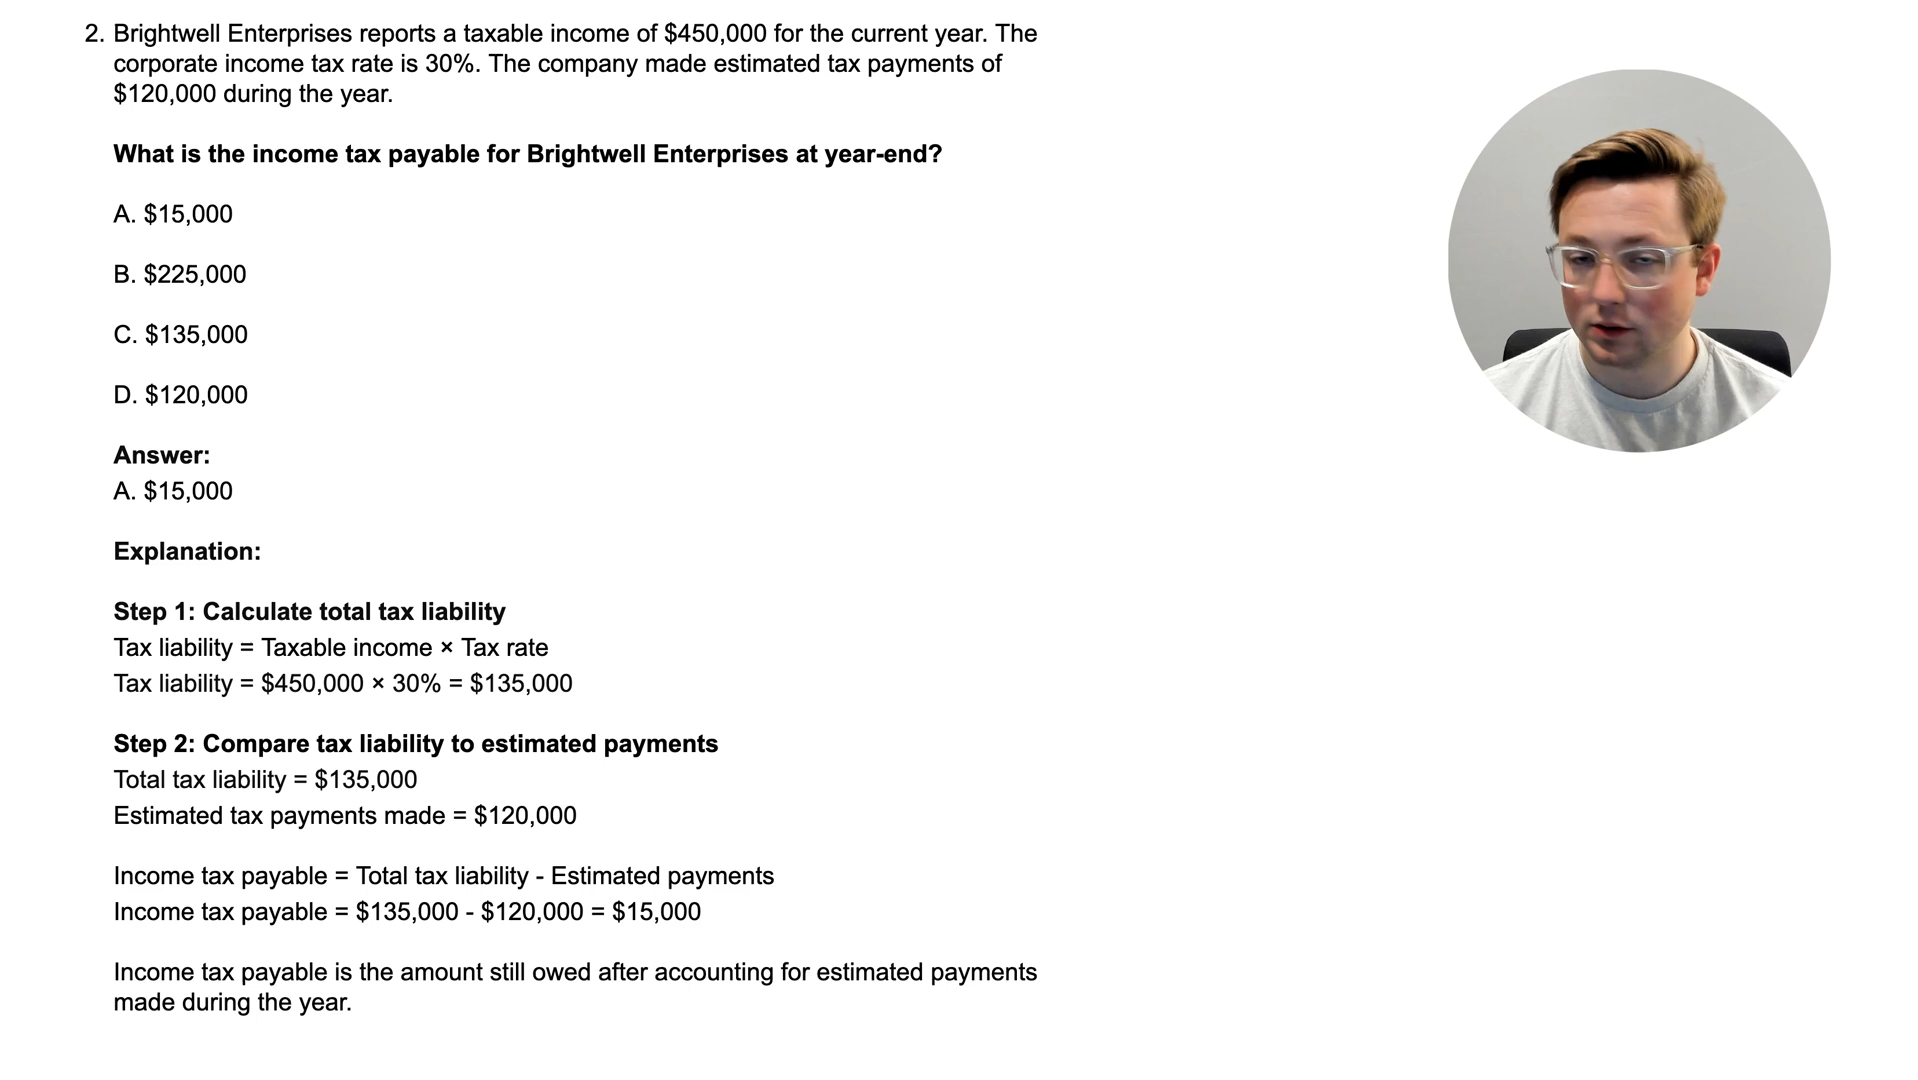 2. Brightwell Enterprises reports a taxable income of $450,000 for the current year. The
corporate income tax rate is 30%. The company made estimated tax payments of
$120,000 during the year.
What is the income tax payable for Brightwell Enterprises at year-end?
A. $15,000
B. $225,000
C. $135,000
D. $120,000
Answer:
A. $15,000
Explanation:
Step 1: Calculate total tax liability
Tax liability = Taxable income × Tax rate
Tax liability = $450,000 × 30% = $135,000
Step 2: Compare tax liability to estimated payments
Total tax liability = $135,000
Estimated tax payments made = $120,000
Income tax payable = Total tax liability - Estimated payments
Income tax payable = $135,000 - $120,000 = $15,000
Income tax payable is the amount still owed after accounting for estimated payments
made during the year.